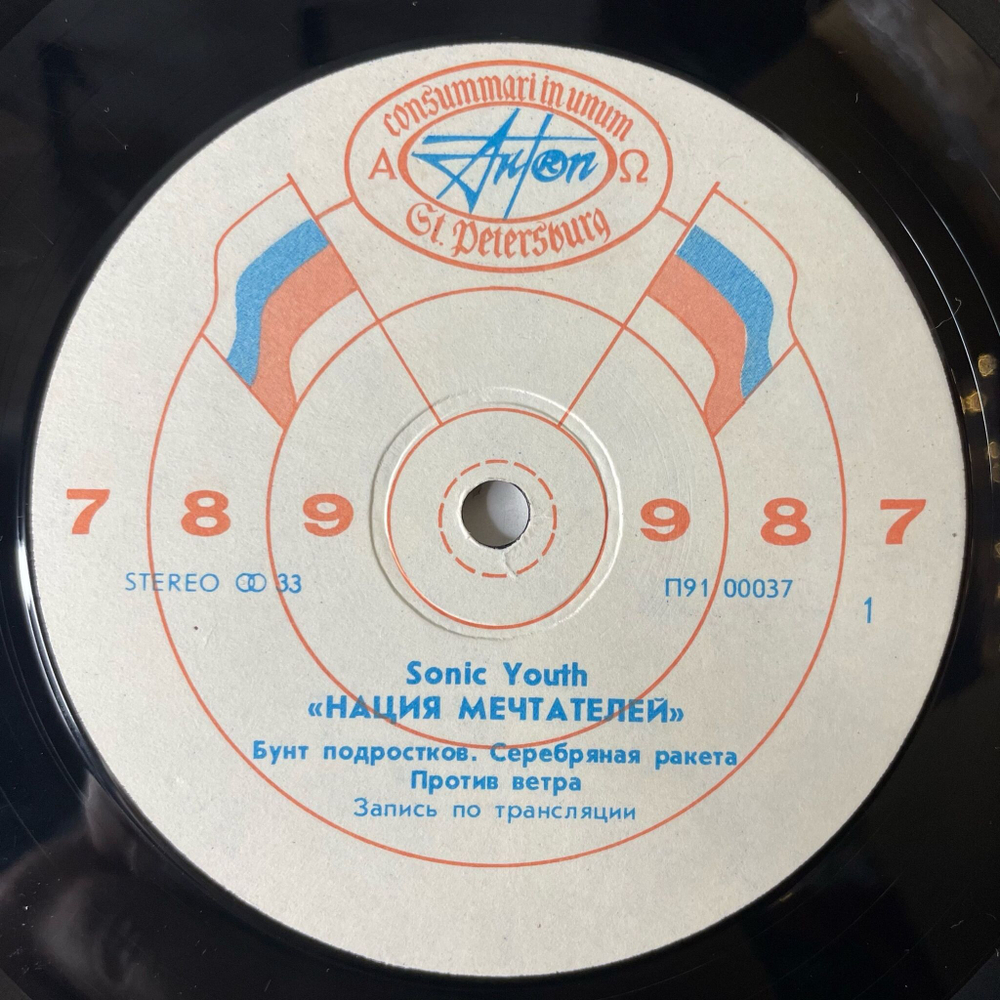 consummari in unum
Α Антоn ® Ω
St. Petersburg
7 8 9 9 8 7
STEREO 33 П91 00037
1
Sonic Youth
«НАЦИЯ МЕЧТАТЕЛЕЙ»
Бунт подростков. Серебряная ракета
Против ветра
Запись по трансляции